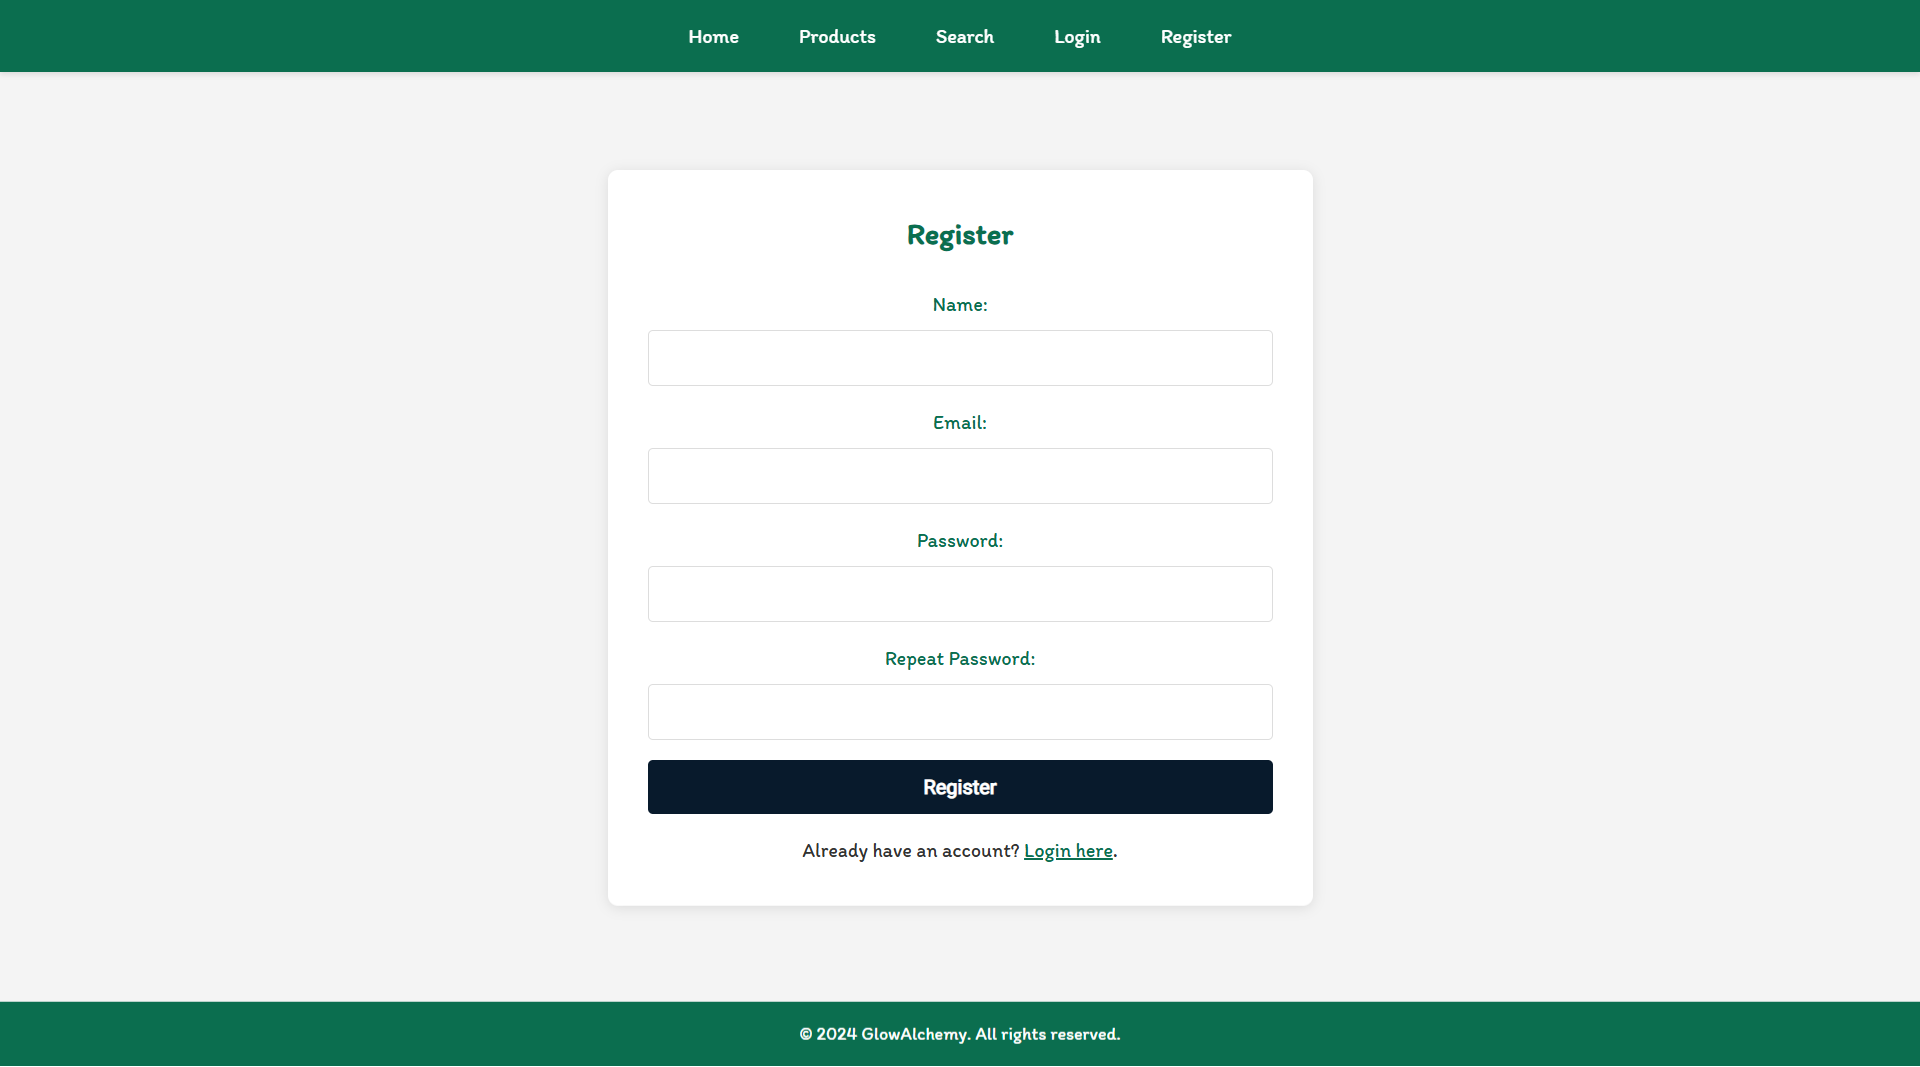 Home Products Search Login Register
Register
Name:
Email:
Password:
Repeat Password:
Register
Already have an account? Login here.
© 2024 GlowAlchemy. All rights reserved.